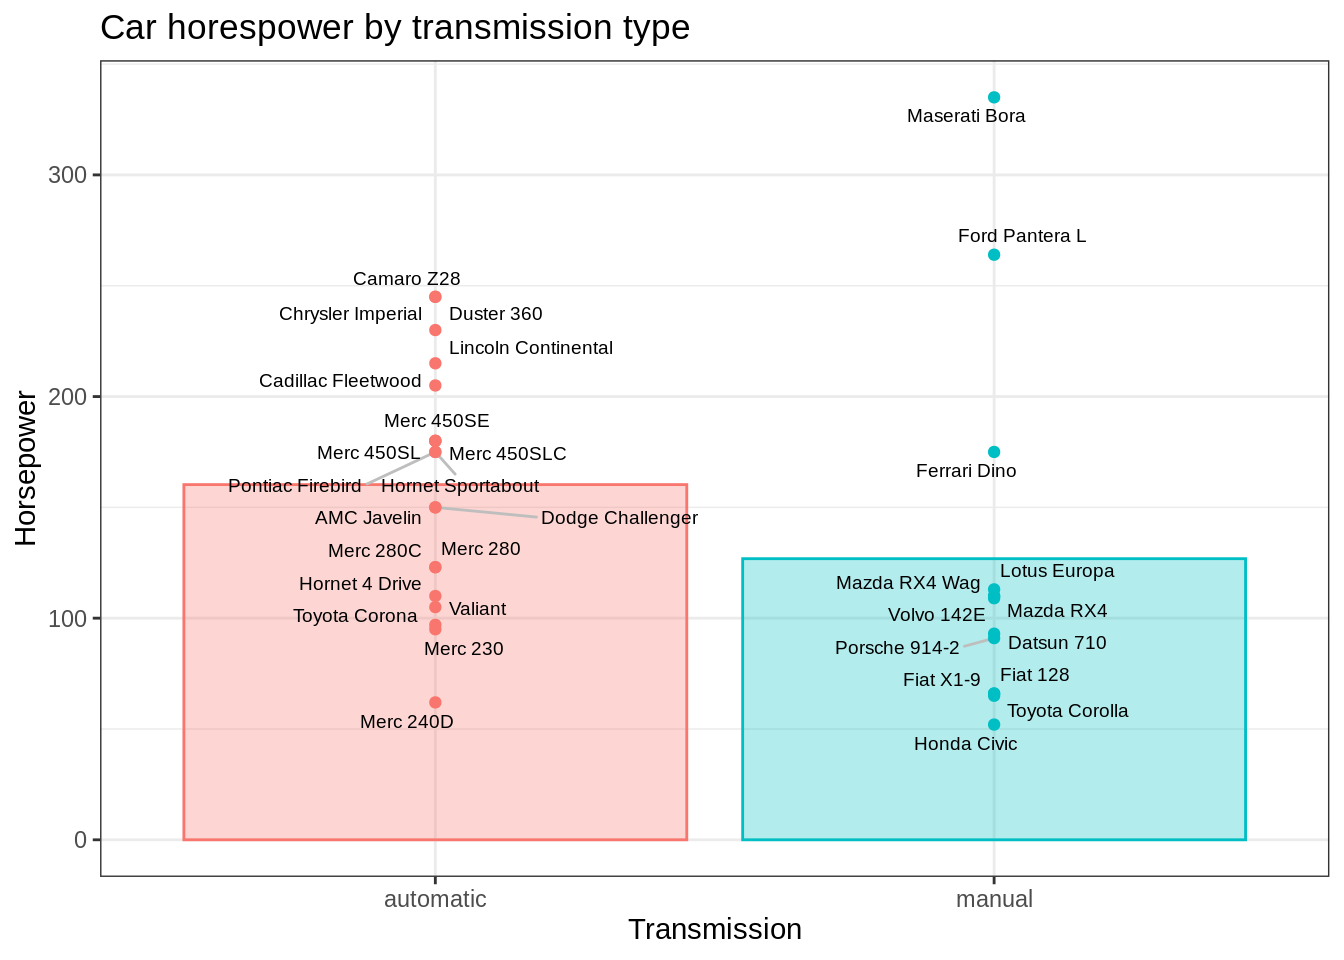 Car horespower by transmission type
Horsepower
300
200
100
0
Camaro Z28
Chrysler Imperial
Duster 360
Lincoln Continental
Cadillac Fleetwood
Merc 450SE
Merc 450SL
Merc 450SLC
Pontiac Firebird
Hornet Sportabout
AMC Javelin
Dodge Challenger
Merc 280C
Merc 280
Hornet 4 Drive
Valiant
Toyota Corona
Merc 230
Merc 240D
Maserati Bora
Ford Pantera L
Ferrari Dino
Lotus Europa
Mazda RX4 Wag
Mazda RX4
Volvo 142E
Datsun 710
Porsche 914-2
Fiat 128
Fiat X1-9
Toyota Corolla
Honda Civic
automatic
manual
Transmission